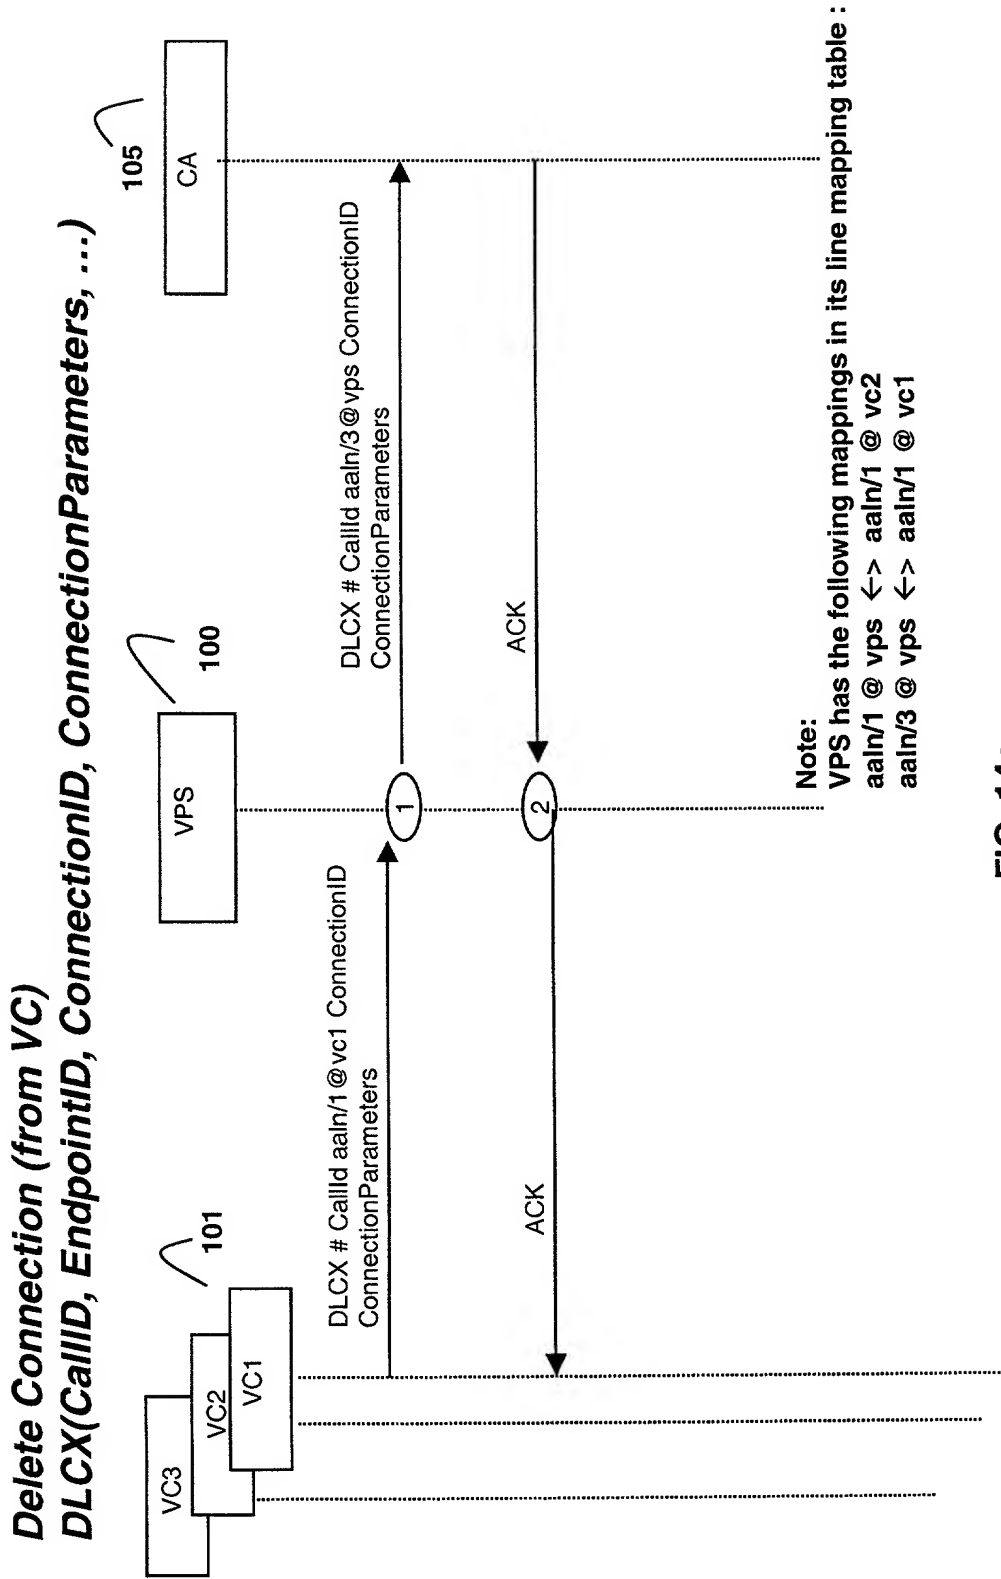 Delete Connection (from VC)
DLCX(CallID, EndpointID, ConnectionID, ConnectionParameters, ...)
VC3
VC2
VC1
101
VPS
100
CA
105
DLCX # CallId aaln/1@vc1 ConnectionID
ConnectionParameters
1
DLCX # CallId aaln/3@vps ConnectionID
ConnectionParameters
ACK
2
ACK
Note:
VPS has the following mappings in its line mapping table :
aaln/1 @ vps <-> aaln/1 @ vc2
aaln/3 @ vps <-> aaln/1 @ vc1